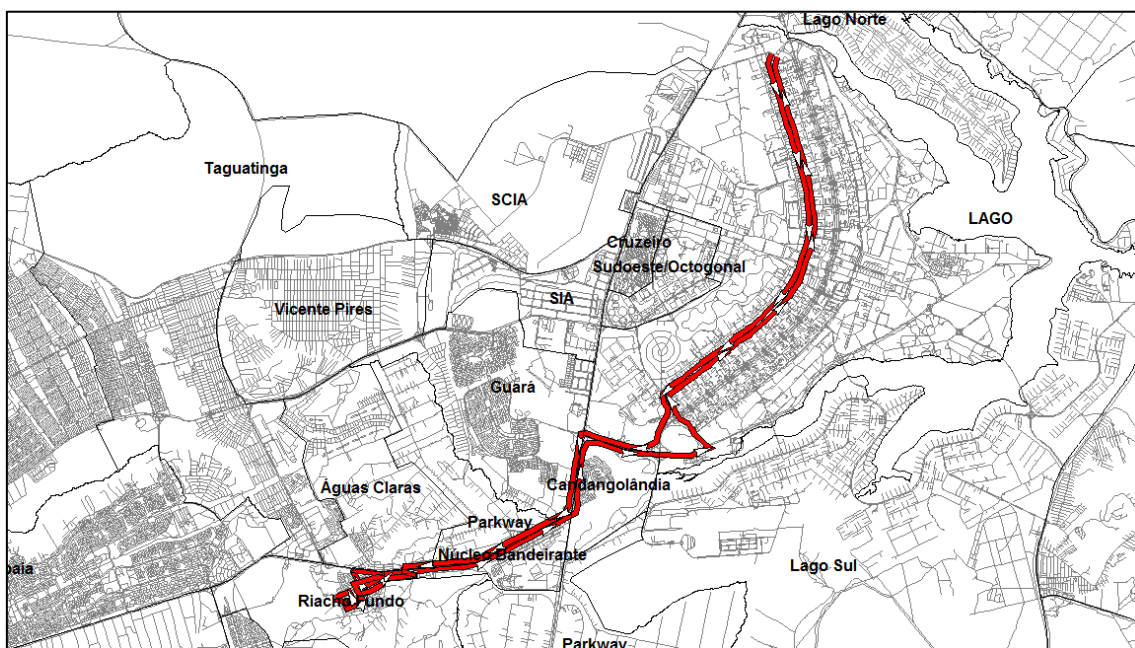 Lago Norte
Taguatinga
SCIA
LAGO
Cruzeiro
Sudoeste/Octogonal
SIA
Vicente Pires
Guará
Candangolândia
Águas Claras
Parkway
Núcleo Bandeirante
Lago Sul
paia
Riacho Fundo
Parkway